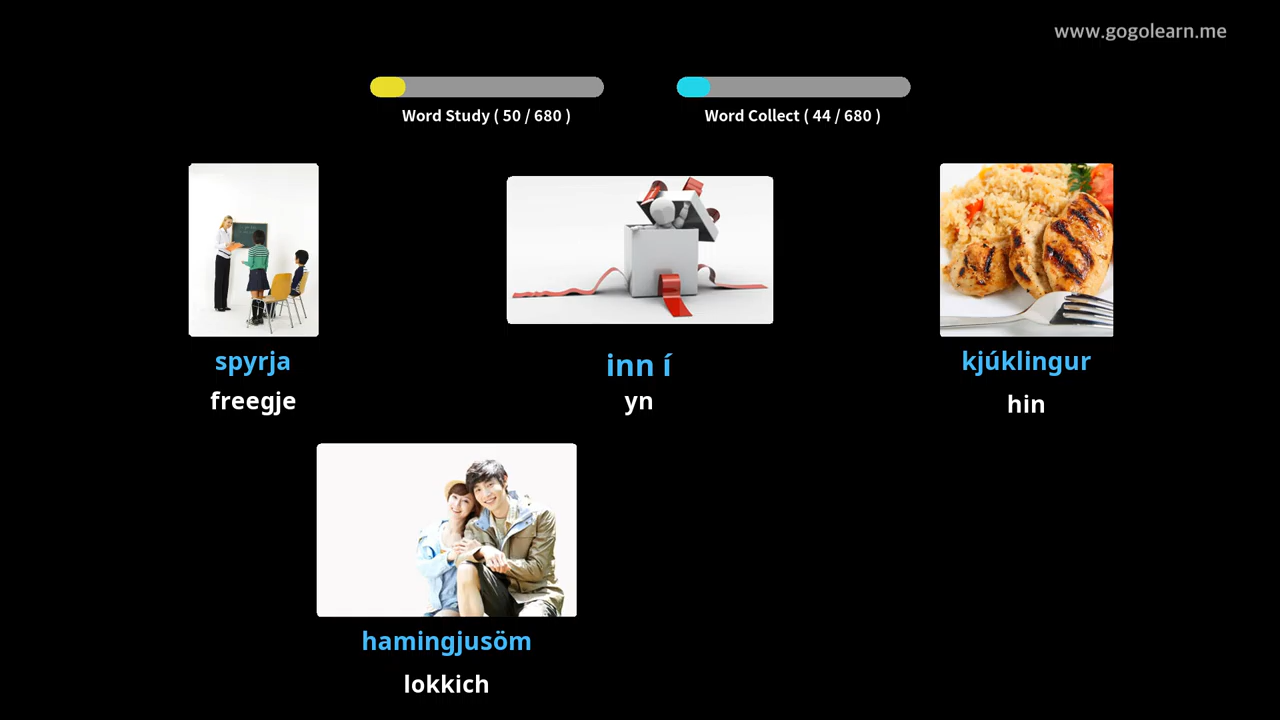 www.gogolearn.me
Word Study ( 50 / 680 )
Word Collect ( 44 / 680 )
spyrja
freegje
inn í
yn
kjúklingur
hin
hamingjusöm
lokkich